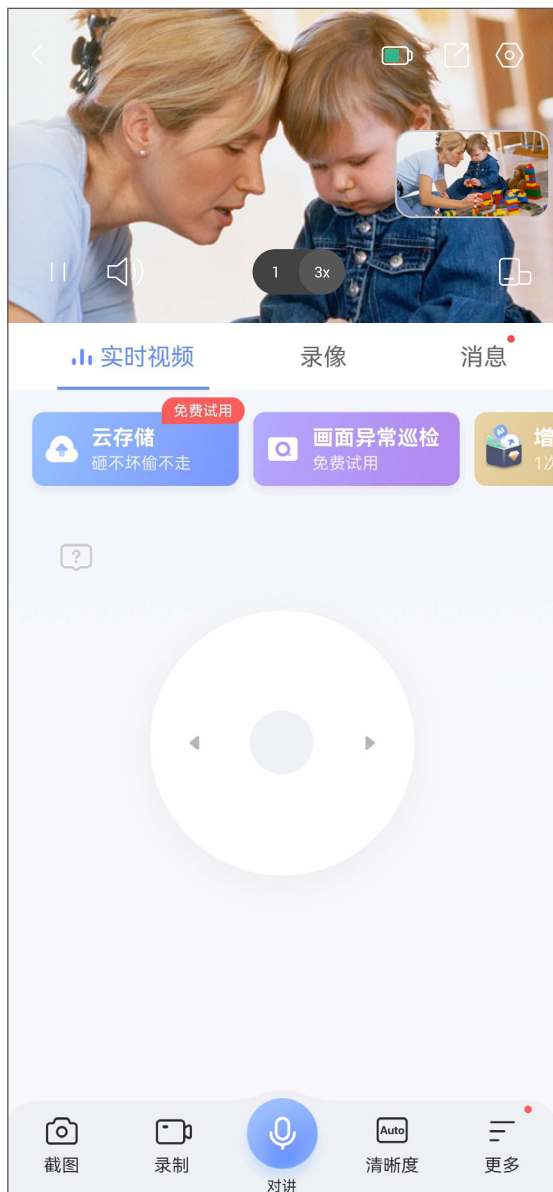 1 3x
实时视频 录像 消息
免费试用
云存储 画面异常巡检 增
砸不坏偷不走 免费试用 1次
?
Auto
截图 录制 清晰度 更多
对讲